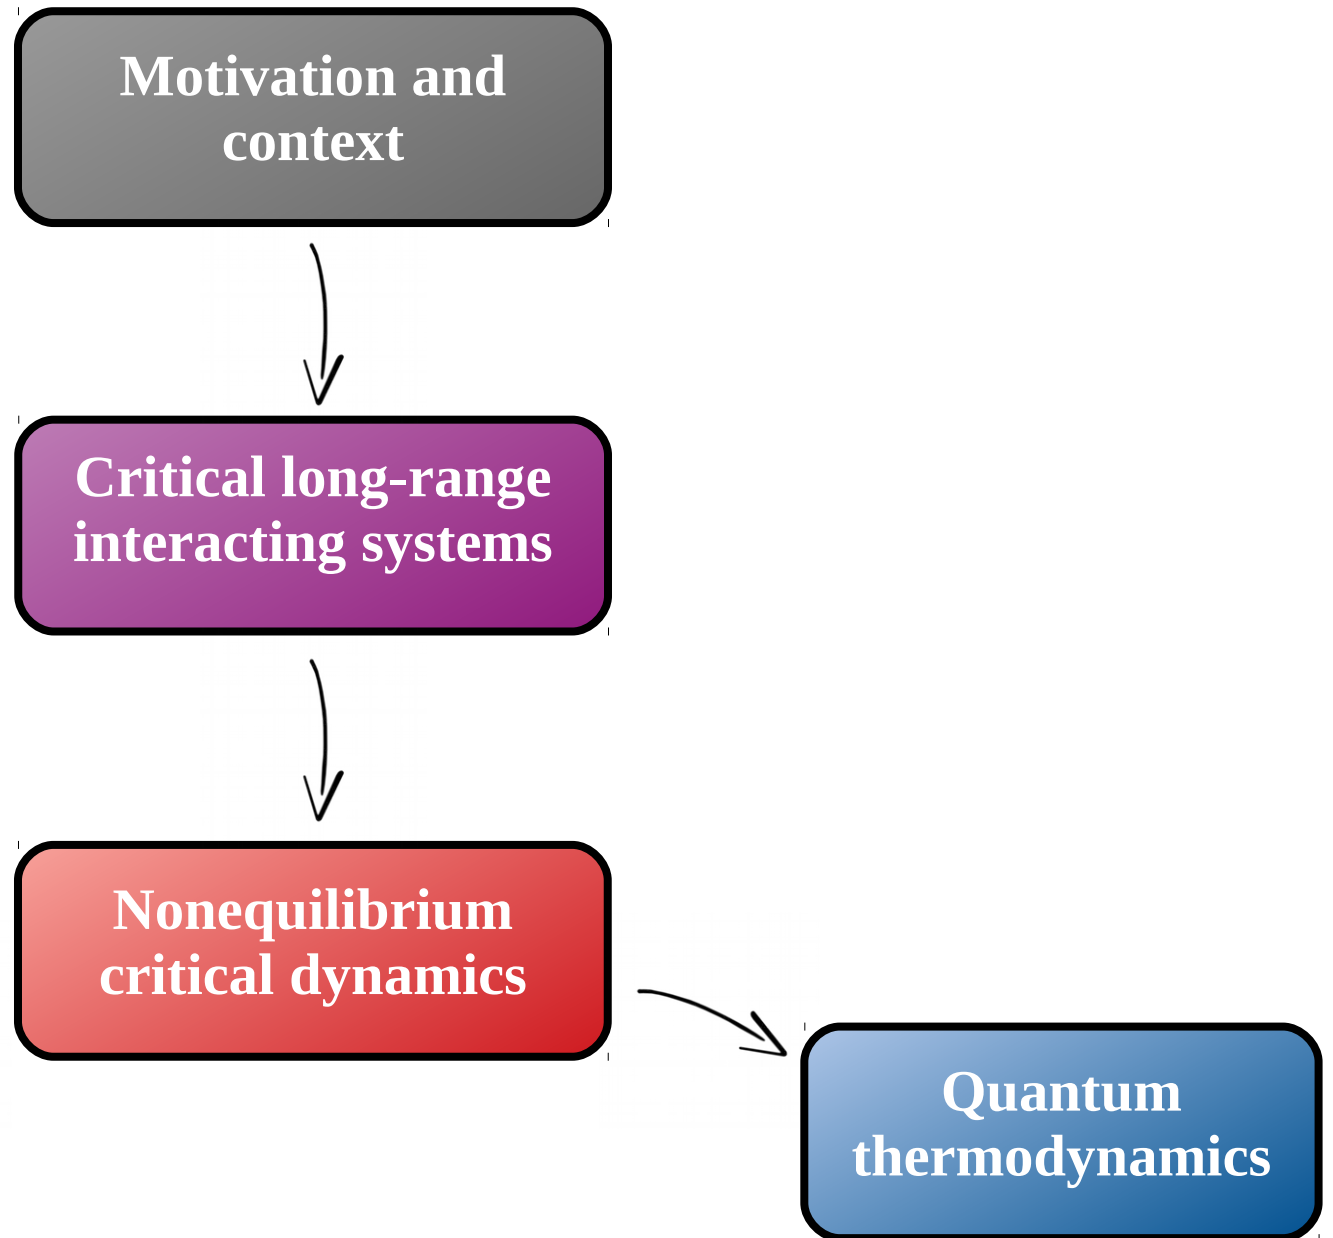 Motivation and
context
Critical long-range
interacting systems
Nonequilibrium
critical dynamics
Quantum
thermodynamics